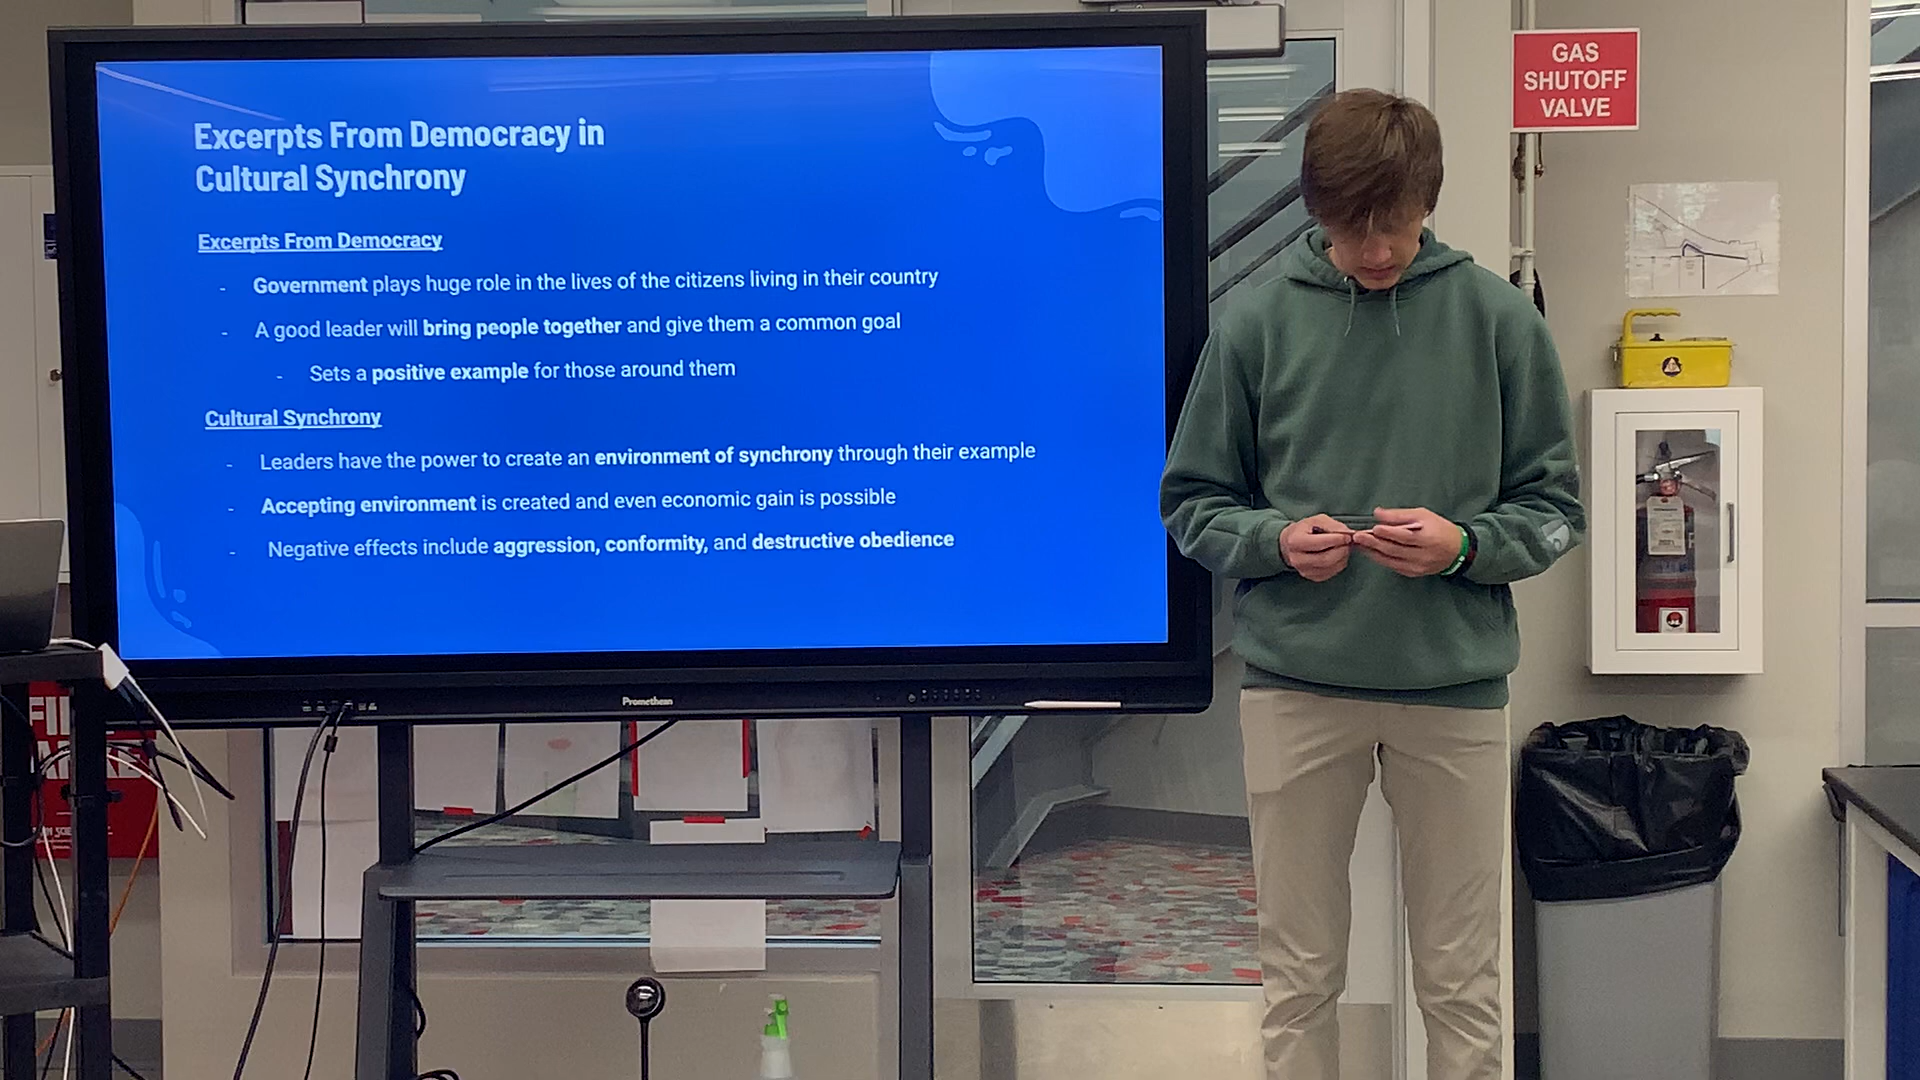 Excerpts From Democracy in
Cultural Synchrony
Excerpts From Democracy
- Government plays huge role in the lives of the citizens living in their country
- A good leader will bring people together and give them a common goal
- Sets a positive example for those around them
Cultural Synchrony
- Leaders have the power to create an environment of synchrony through their example
- Accepting environment is created and even economic gain is possible
- Negative effects include aggression, conformity, and destructive obedience
Promethean
GAS
SHUTOFF
VALVE